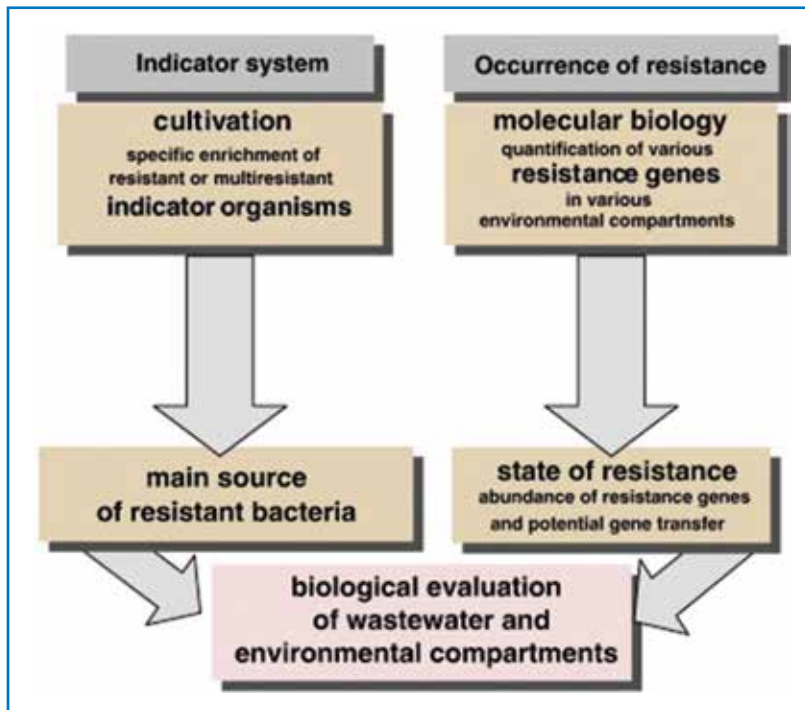 Indicator system
cultivation
specific enrichment of
resistant or multiresistant
indicator organisms
Occurrence of resistance
molecular biology
quantification of various
resistance genes
in various
environmental compartments
main source
of resistant bacteria
state of resistance
abundance of resistance genes
and potential gene transfer
biological evaluation
of wastewater and
environmental compartments